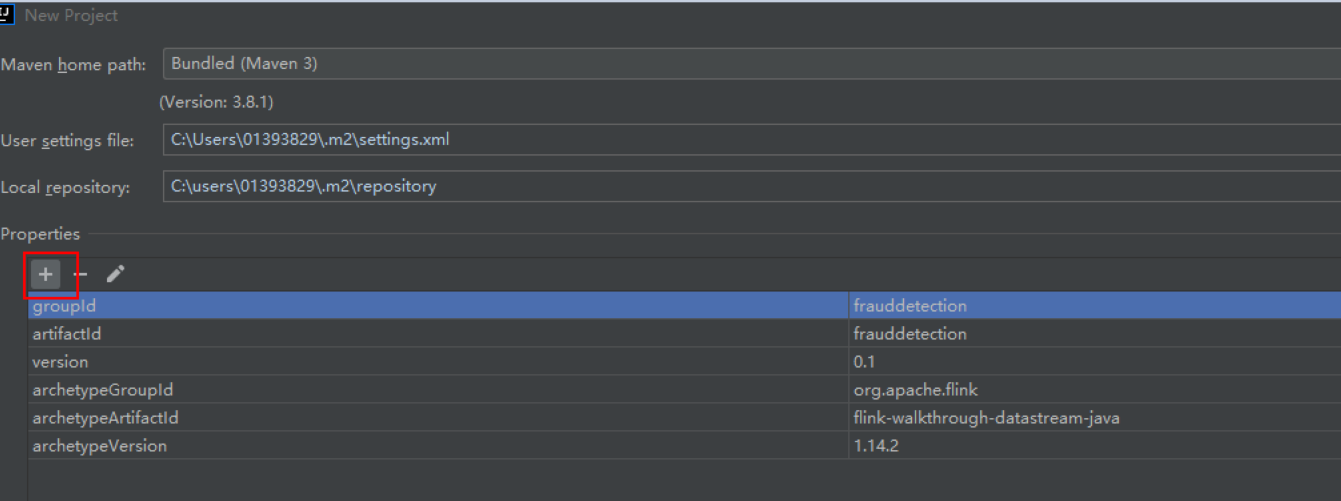 New Project
Maven home path: Bundled (Maven 3)
(Version: 3.8.1)
User settings file: C:\Users\01393829\.m2\settings.xml
Local repository: C:\users\01393829\.m2\repository
Properties
groupId frauddetection
artifactId frauddetection
version 0.1
archetypeGroupId org.apache.flink
archetypeArtifactId flink-walkthrough-datastream-java
archetypeVersion 1.14.2